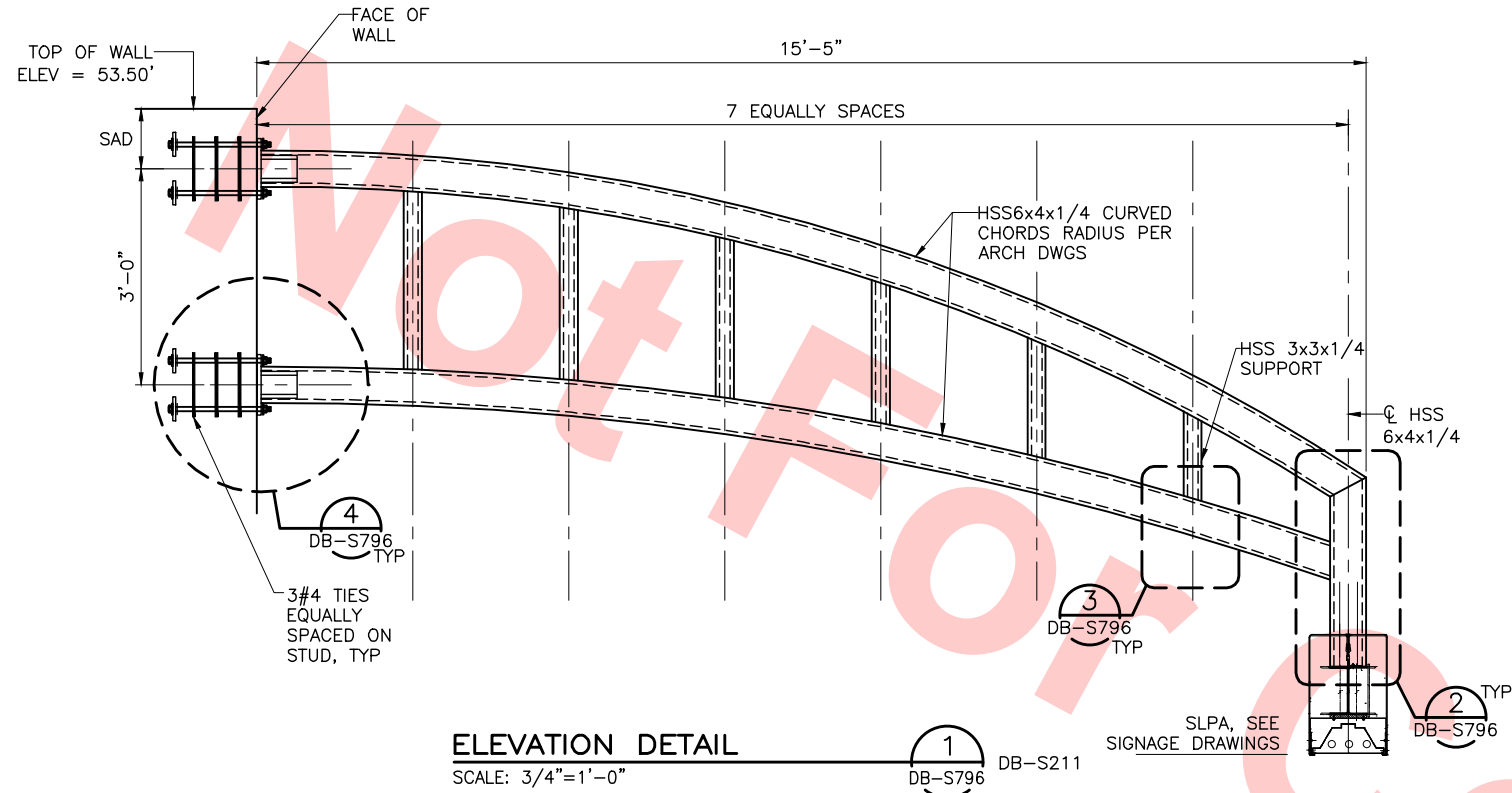 FACE OF
WALL
TOP OF WALL
ELEV = 53.50'
15'-5"
7 EQUALLY SPACES
SAD
3'-0"
HSS6x4x1/4 CURVED
CHORDS RADIUS PER
ARCH DWGS
HSS 3x3x1/4
SUPPORT
℄ HSS
6x4x1/4
4
DB-S796
TYP
3#4 TIES
EQUALLY
SPACED ON
STUD, TYP
3
DB-S796
TYP
2
DB-S796
TYP
SLPA, SEE
SIGNAGE DRAWINGS
ELEVATION DETAIL
SCALE: 3/4"=1'-0"
1
DB-S796
DB-S211
Not For